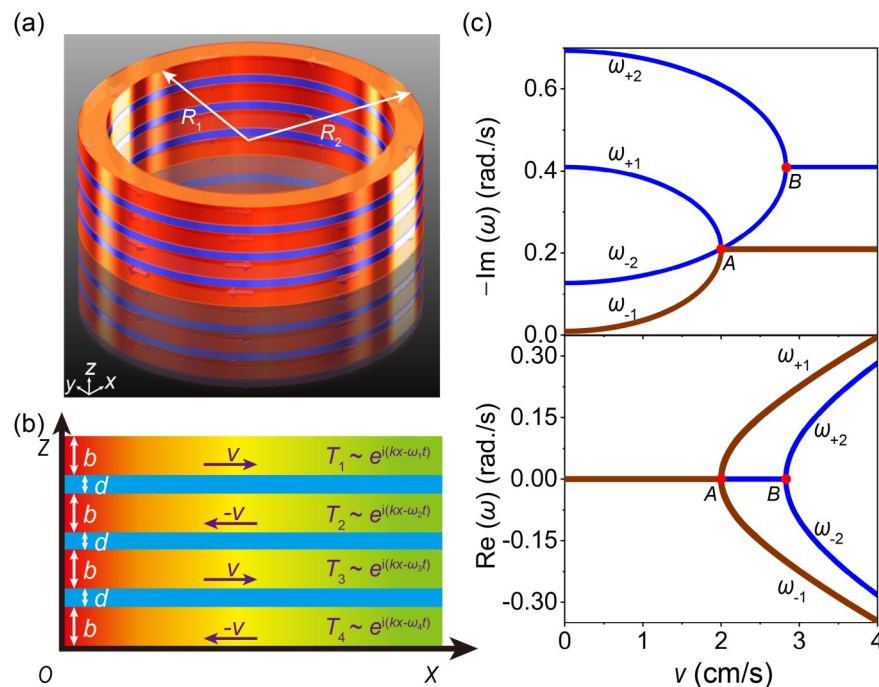 (a)
R₁
R₂
z
y
x
(b)
Z
b
v
T₁ ~ eⁱ⁽ᵏˣ⁻ω₁ᵗ⁾
d
b
-v
T₂ ~ eⁱ⁽ᵏˣ⁻ω₂ᵗ⁾
d
b
v
T₃ ~ eⁱ⁽ᵏˣ⁻ω₃ᵗ⁾
d
b
-v
T₄ ~ eⁱ⁽ᵏˣ⁻ω₄ᵗ⁾
O
X
(c)
−Im (ω) (rad./s)
0.6
0.4
0.2
0.0
ω₊₂
ω₊₁
ω₋₂
ω₋₁
A
B
Re (ω) (rad./s)
0.30
0.15
0.00
-0.15
-0.30
ω₊₁
ω₊₂
A
B
ω₋₂
ω₋₁
0 1 2 3 4
v (cm/s)